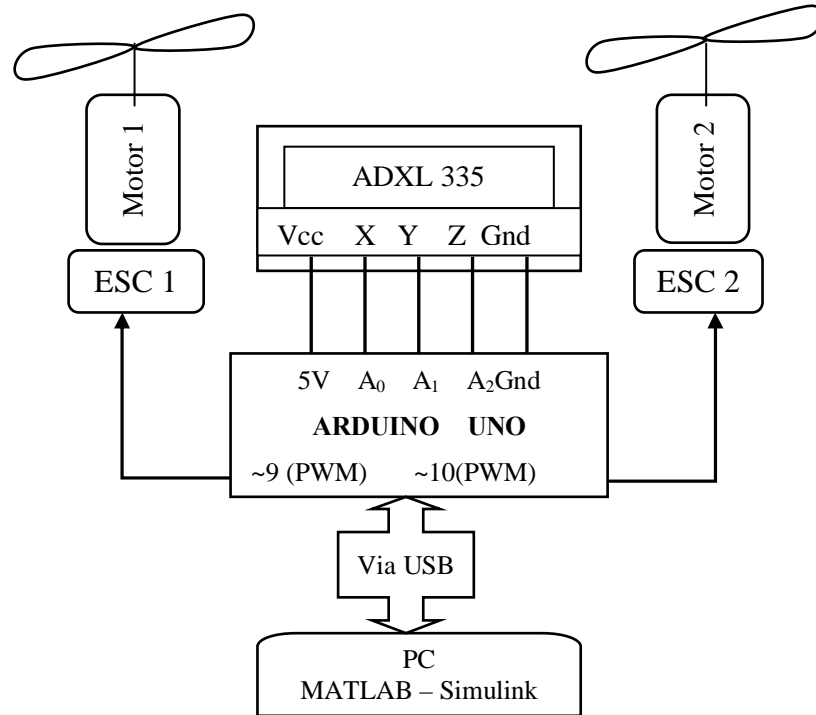 Motor 1
Motor 2
ADXL 335
Vcc X Y Z Gnd
ESC 1
ESC 2
5V A₀ A₁ A₂Gnd
ARDUINO UNO
~9 (PWM) ~10(PWM)
Via USB
PC
MATLAB – Simulink